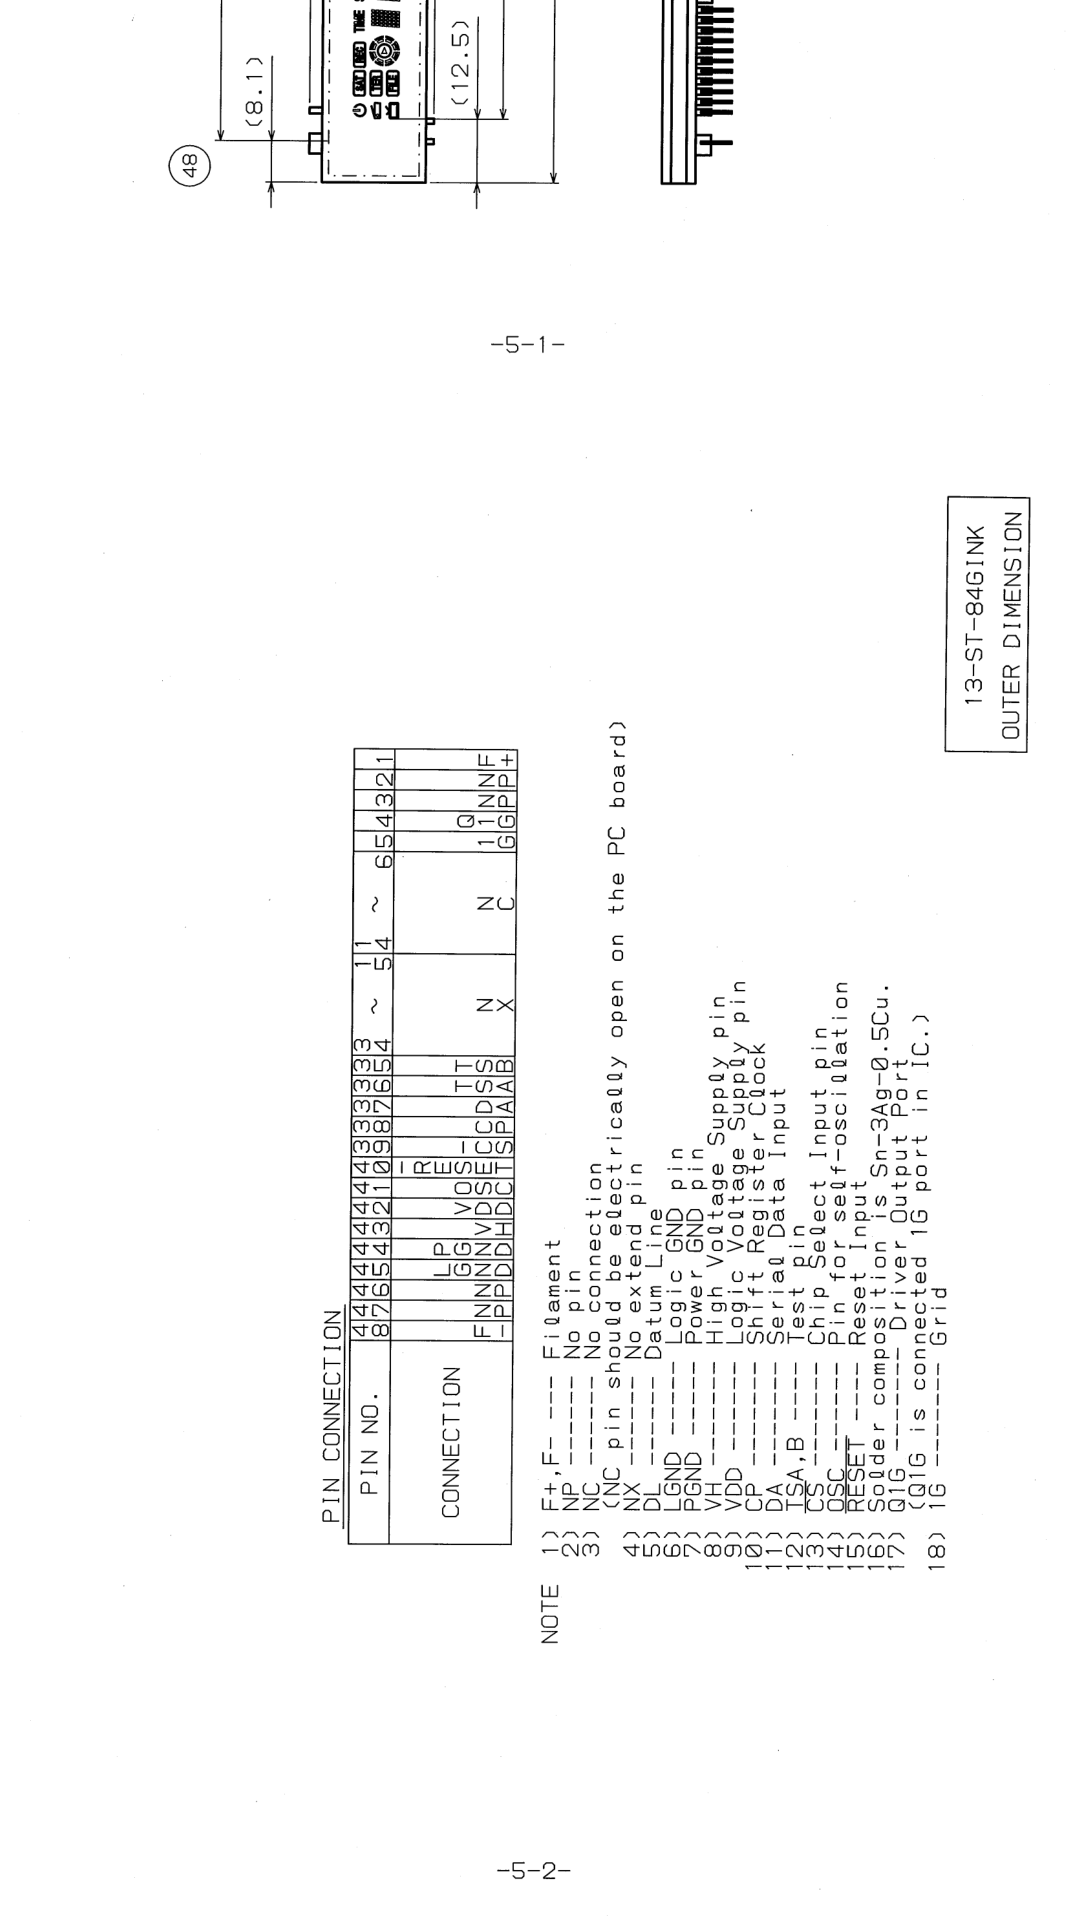 (8.1)
48
TIME
SAT REC
TER
FILE
(12.5)
-5-1-
PIN CONNECTION
PIN NO. 48 47 46 45 44 43 42 41 40 39 38 37 36 35 34 ~ 15 14 ~ 6 5 4 3 2 1
CONNECTION F- NP NP LGND PGND VH VDD OSC RESET CS CP DA TSA TSB NX NC 1G Q1G NP NP F+
NOTE 1) F+,F- ---- Filament
2) NP ------- No pin
3) NC ------- No connection
(NC pin should be electrically open on the PC board)
4) NX ------- No extend pin
5) DL ------- Datum Line
6) LGND ----- Logic GND pin
7) PGND ----- Power GND pin
8) VH ------- High Voltage Supply pin
9) VDD ------ Logic Voltage Supply pin
10) CP ------- Shift Register Clock
11) DA ------- Serial Data Input
12) TSA,B ---- Test pin
13) CS ------- Chip Select Input pin
14) OSC ------ Pin for self-oscillation
15) RESET ---- Reset Input
16) Solder composition is Sn-3Ag-0.5Cu.
17) Q1G ------ Driver Output Port
(Q1G is connected 1G port in IC.)
18) 1G ------- Grid
13-ST-84GINK
OUTER DIMENSION
-5-2-